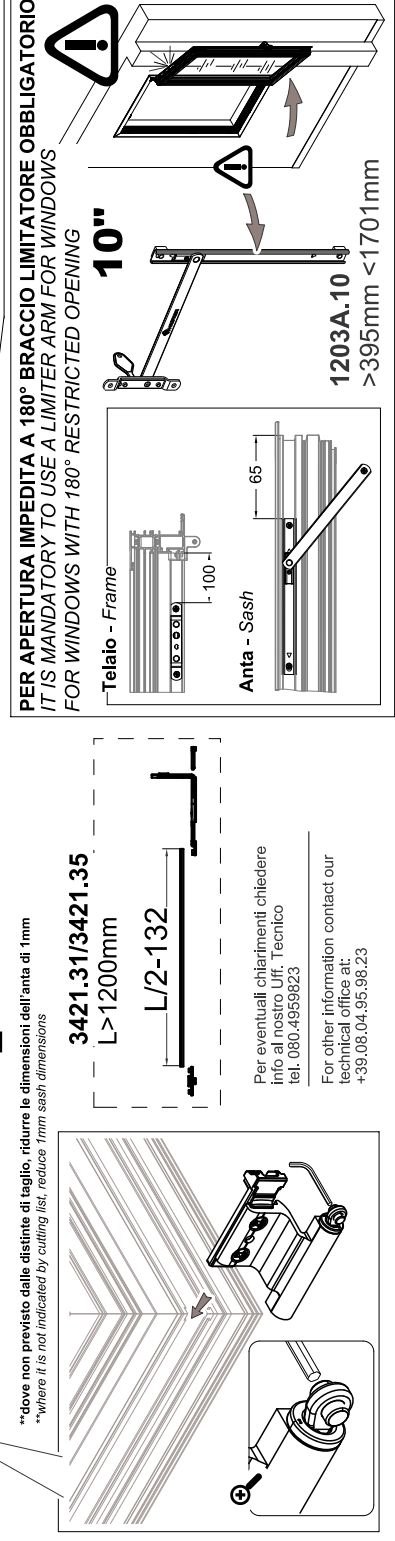 **dove non previsto dalle distinte di taglio, ridurre le dimensioni dell'anta di 1mm
**where it is not indicated by cutting list, reduce 1mm sash dimensions
3421.31/3421.35
L>1200mm
L/2-132
Per eventuali chiarimenti chiedere
info al nostro Uff. Tecnico
tel. 080.4959823
For other information contact our
technical office at:
+39.08.04.95.98.23
PER APERTURA IMPEDITA A 180° BRACCIO LIMITATORE OBBLIGATORIO
IT IS MANDATORY TO USE A LIMITER ARM FOR WINDOWS
FOR WINDOWS WITH 180° RESTRICTED OPENING
Telaio - Frame
100
Anta - Sash
65
10"
1203A.10
>395mm <1701mm